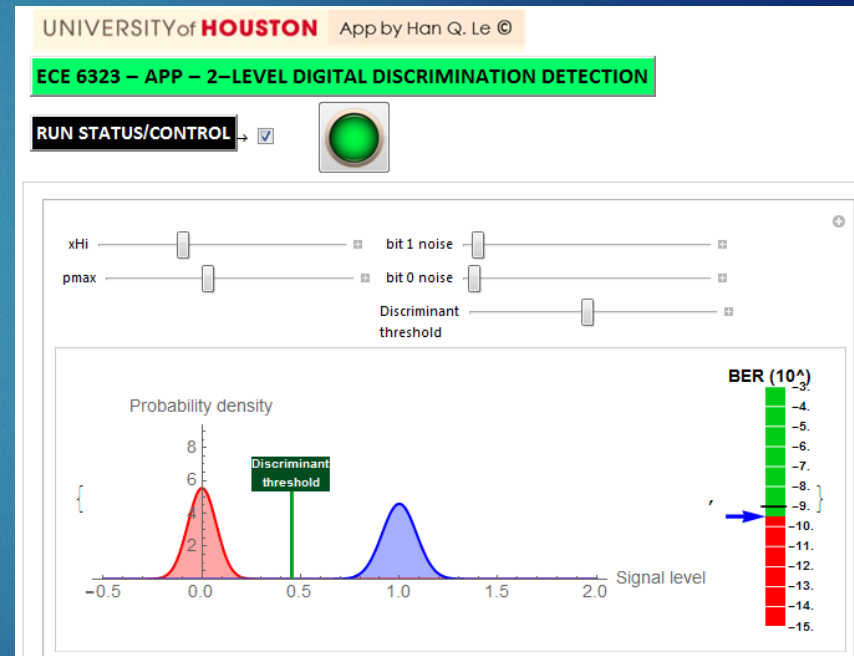 UNIVERSITYof HOUSTON App by Han Q. Le ©
ECE 6323 – APP – 2–LEVEL DIGITAL DISCRIMINATION DETECTION
RUN STATUS/CONTROL →
xHi
bit 1 noise
pmax
bit 0 noise
Discriminant
threshold
BER (10^)
Probability density
8
6
4
2
Discriminant
threshold
{
,
}
−0.5
0.0
0.5
1.0
1.5
2.0
Signal level
−3.
−4.
−5.
−6.
−7.
−8.
−9.
−10.
−11.
−12.
−13.
−14.
−15.